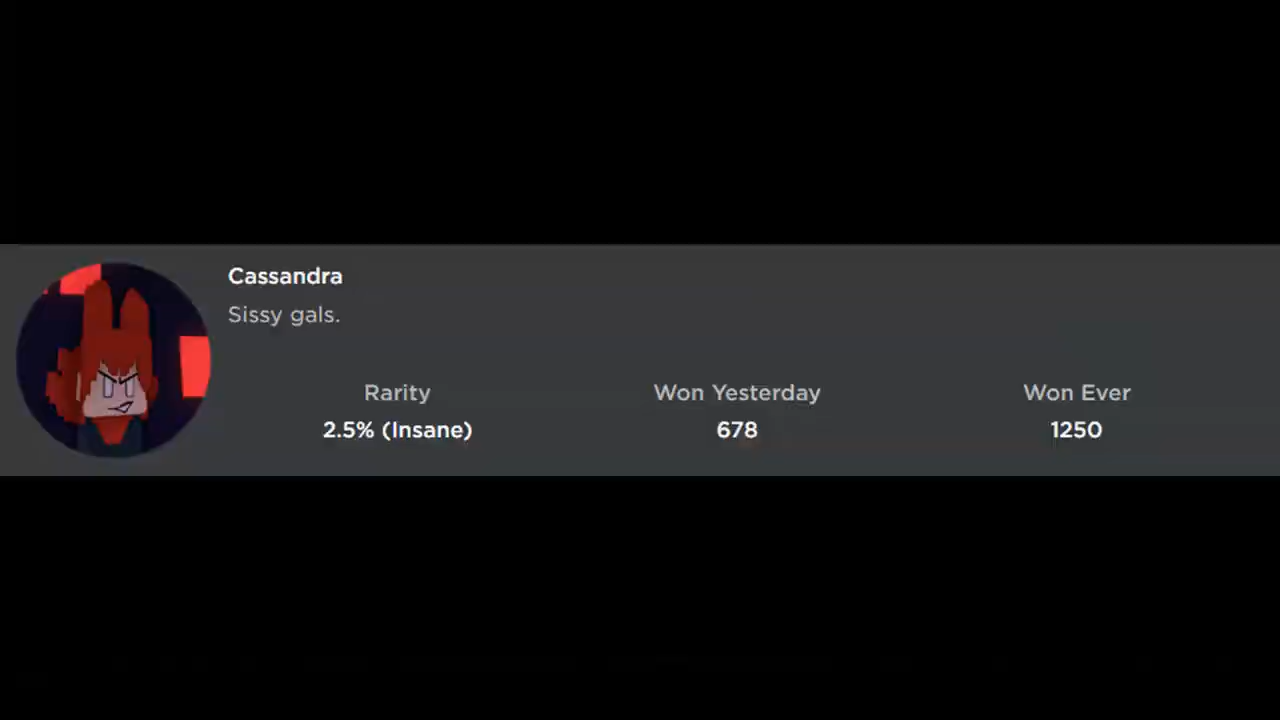 Cassandra
Sissy gals.
Rarity Won Yesterday Won Ever
2.5% (Insane) 678 1250